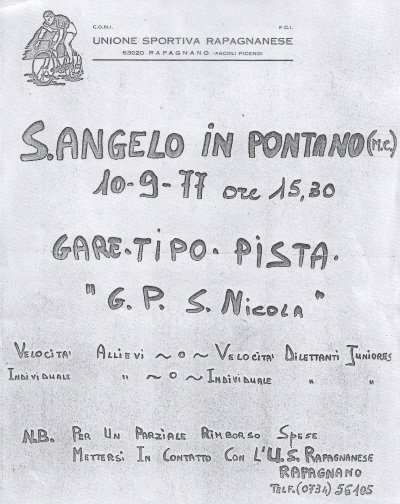 C.O.N.I. F.C.I.
UNIONE SPORTIVA RAPAGNANESE
63020 RAPAGNANO (ASCOLI PICENO)
S. ANGELO IN PONTANO (M.C.)
10-9-77 ore 15,30
GARE-TIPO-PISTA.
"G. P. S. NICOLA"
VELOCITA' ALLIEVI ~o~ VELOCITA' DILETTANTI JUNIORES
INDIVIDUALE " ~o~ INDIVIDUALE " "
N.B. PER UN PARZIALE RIMBORSO SPESE
METTERSI IN CONTATTO CON L'U.S. RAPAGNANESE
RAPAGNANO
TELF. (0734) 56105